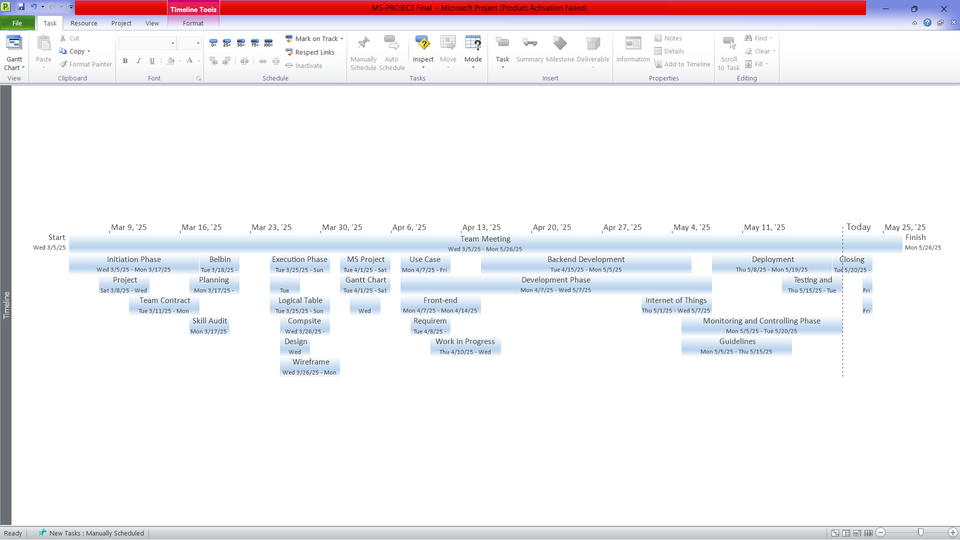 MS-PROJECT Final - Microsoft Project (Product Activation Failed)
Timeline Tools
File Task Resource Project View Format
Gantt Chart
View
Paste
Cut
Copy
Format Painter
Clipboard
B I U
A
Font
Mark on Track
Respect Links
Inactivate
Schedule
Manually Schedule
Auto Schedule
Inspect
Move
Mode
Tasks
Task
Summary
Milestone
Deliverable
Insert
Information
Notes
Details
Add to Timeline
Properties
Scroll to Task
Find
Clear
Fill
Editing
Timeline
Mar 9, '25 Mar 16, '25 Mar 23, '25 Mar 30, '25 Apr 6, '25 Apr 13, '25 Apr 20, '25 Apr 27, '25 May 4, '25 May 11, '25 Today May 25, '25
Start
Wed 3/5/25
Team Meeting
Wed 3/5/25 - Mon 5/26/25
Finish
Mon 5/26/25
Initiation Phase
Wed 3/5/25 - Mon 3/17/25
Belbin
Tue 3/18/25 -
Execution Phase
Tue 3/25/25 - Sun
MS Project
Tue 4/1/25 - Sat
Use Case
Mon 4/7/25 - Fri
Backend Development
Tue 4/15/25 - Mon 5/5/25
Deployment
Thu 5/8/25 - Mon 5/19/25
Closing
Tue 5/20/25 -
Project
Sat 3/8/25 - Wed
Planning
Mon 3/17/25 -
Tue
Gantt Chart
Tue 4/1/25 - Sat
Development Phase
Mon 4/7/25 - Wed 5/7/25
Testing and
Thu 5/15/25 - Tue
Fri
Team Contract
Tue 3/11/25 - Mon
Logical Table
Tue 3/25/25 - Sun
Wed
Front-end
Mon 4/7/25 - Mon 4/14/25
Internet of Things
Thu 5/1/25 - Wed 5/7/25
Fri
Skill Audit
Mon 3/17/25
Compsite
Wed 3/26/25 -
Requirem
Tue 4/8/25 -
Monitoring and Controlling Phase
Mon 5/5/25 - Tue 5/20/25
Design
Wed
Work in Progress
Thu 4/10/25 - Wed
Guidelines
Mon 5/5/25 - Thu 5/15/25
Wireframe
Wed 3/26/25 - Mon
Ready New Tasks : Manually Scheduled